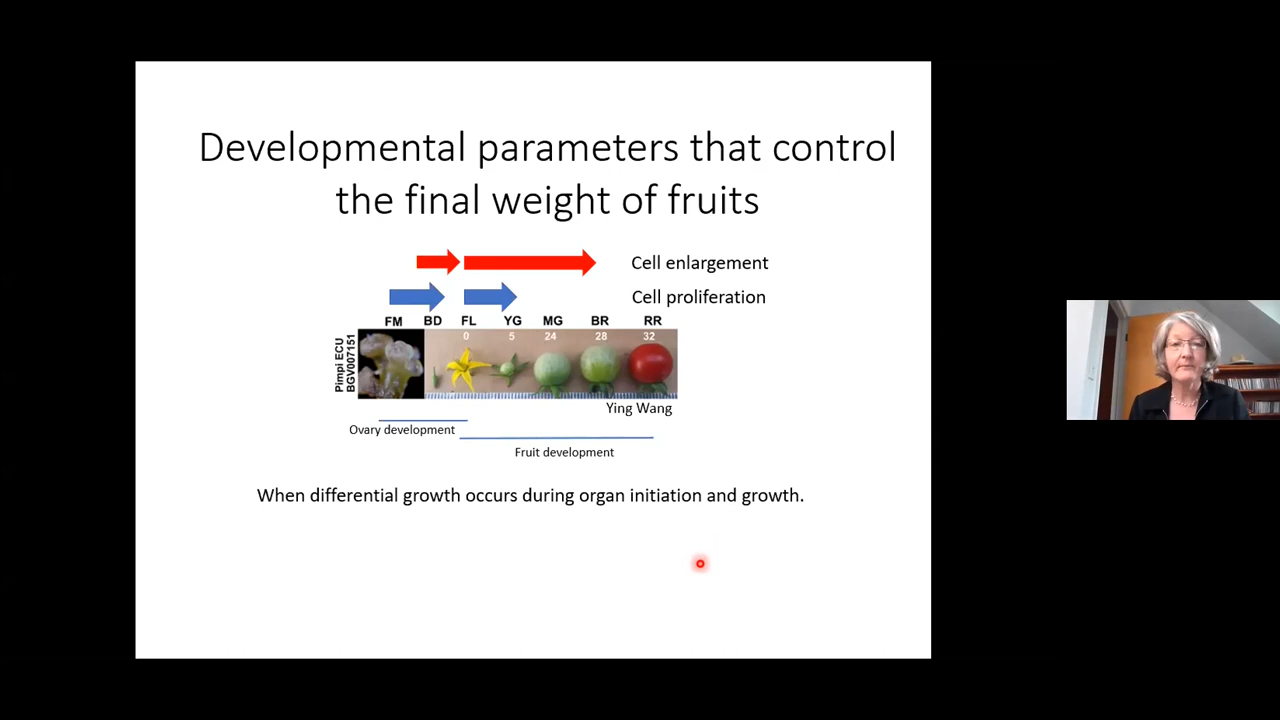 Developmental parameters that control
the final weight of fruits
Cell enlargement
Cell proliferation
FM BD FL YG MG BR RR
0 5 24 28 32
Pimpi ECU
BGV007151
Ying Wang
Ovary development
Fruit development
When differential growth occurs during organ initiation and growth.